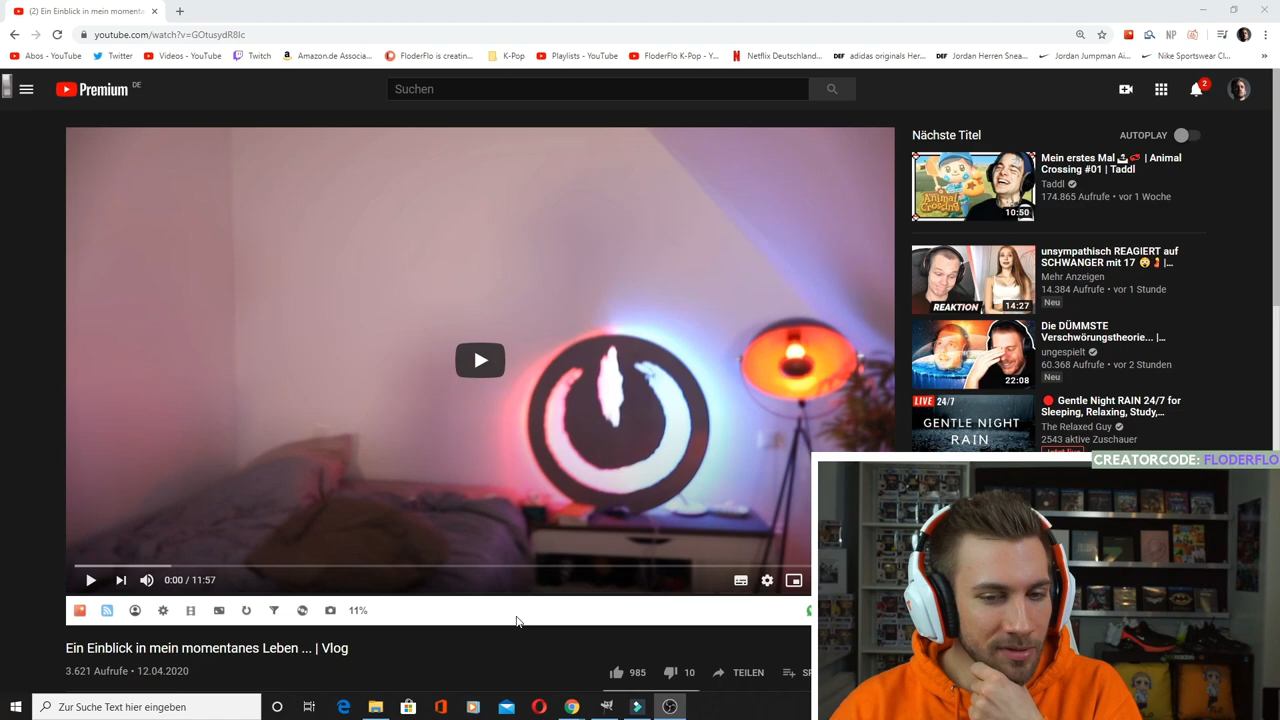 (2) Ein Einblick in mein momenta
youtube.com/watch?v=GOtusydR8lc
NP
Abos - YouTube
Twitter
Videos - YouTube
Twitch
Amazon.de Associa...
FloderFlo is creatin...
K-Pop
Playlists - YouTube
FloderFlo K-Pop - Y...
Netflix Deutschland...
DEF adidas originals Her...
DEF Jordan Herren Snea...
Jordan Jumpman Ai...
Nike Sportswear Cl...
»
Premium DE
Suchen
2
Nächste Titel
AUTOPLAY
ANIMAL CROSSING
10:50
Mein erstes Mal | Animal
Crossing #01 | Taddl
Taddl
174.865 Aufrufe • vor 1 Woche
REAKTION
14:27
unsympathisch REAGIERT auf
SCHWANGER mit 17 |...
Mehr Anzeigen
14.384 Aufrufe • vor 1 Stunde
Neu
22:08
Die DÜMMSTE
Verschwörungstheorie... |...
ungespielt
60.368 Aufrufe • vor 2 Stunden
Neu
LIVE 24/7
GENTLE NIGHT
RAIN
Gentle Night RAIN 24/7 for
Sleeping, Relaxing, Study,...
The Relaxed Guy
2543 aktive Zuschauer
CREATORCODE: FLODERFLO
0:00 / 11:57
11%
Ein Einblick in mein momentanes Leben ... | Vlog
3.621 Aufrufe • 12.04.2020
985
10
TEILEN
SP
Zur Suche Text hier eingeben